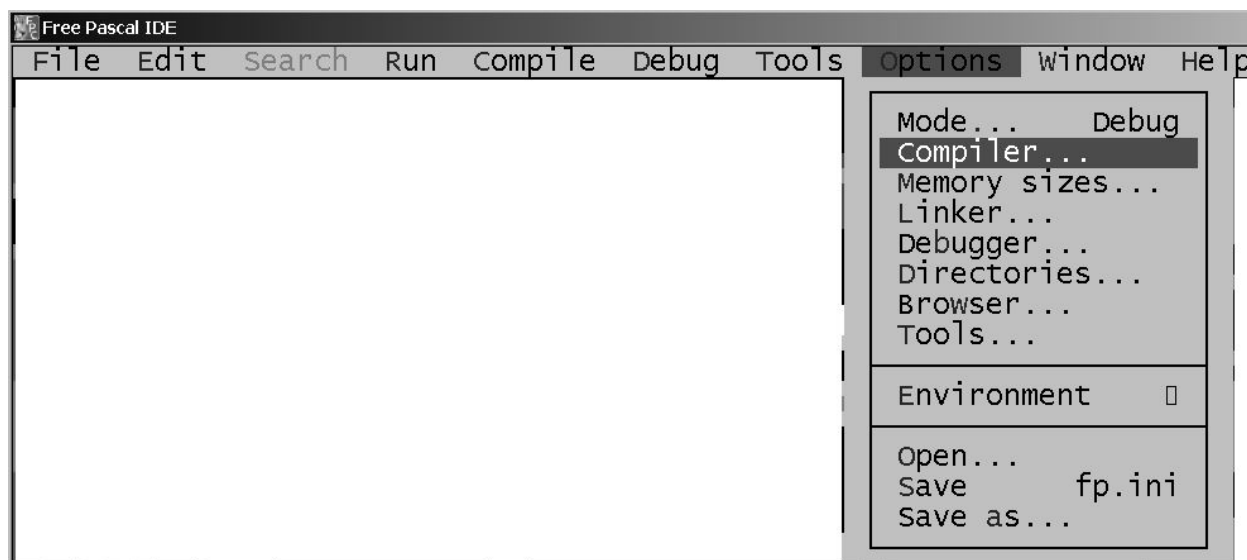 Free Pascal IDE
File Edit Search Run Compile Debug Tools Options Window Help
Mode... Debug
Compiler...
Memory sizes...
Linker...
Debugger...
Directories...
Browser...
Tools...
Environment
Open...
Save fp.ini
Save as...